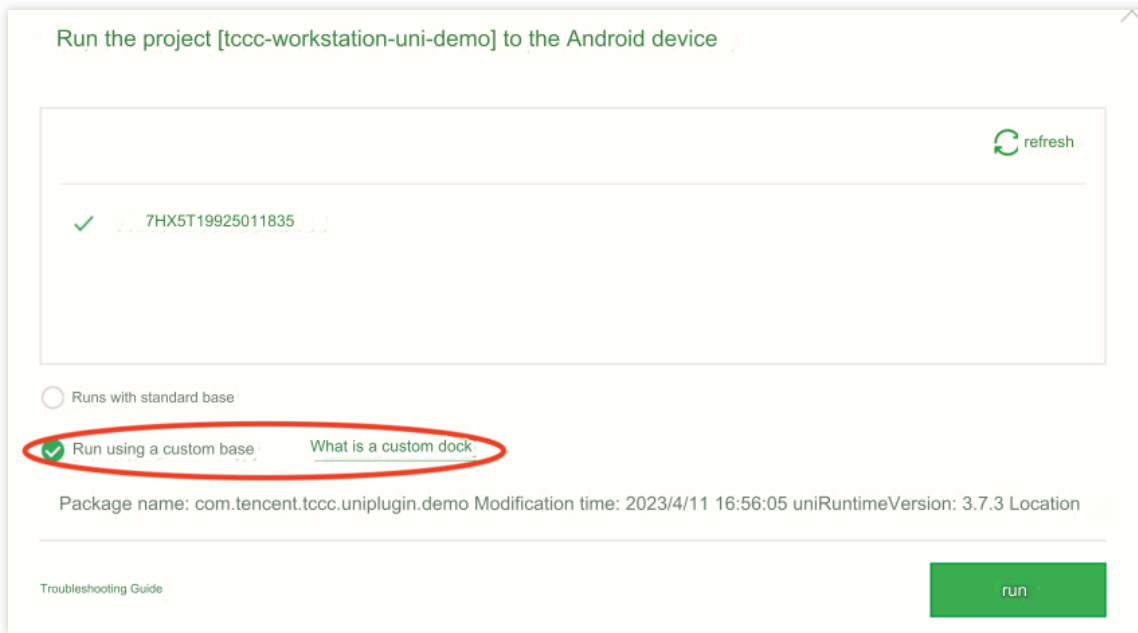 Run the project [tccc-workstation-uni-demo] to the Android device
refresh
7HX5T19925011835
Runs with standard base
Run using a custom base What is a custom dock
Package name: com.tencent.tccc.uniplugin.demo Modification time: 2023/4/11 16:56:05 uniRuntimeVersion: 3.7.3 Location
Troubleshooting Guide
run